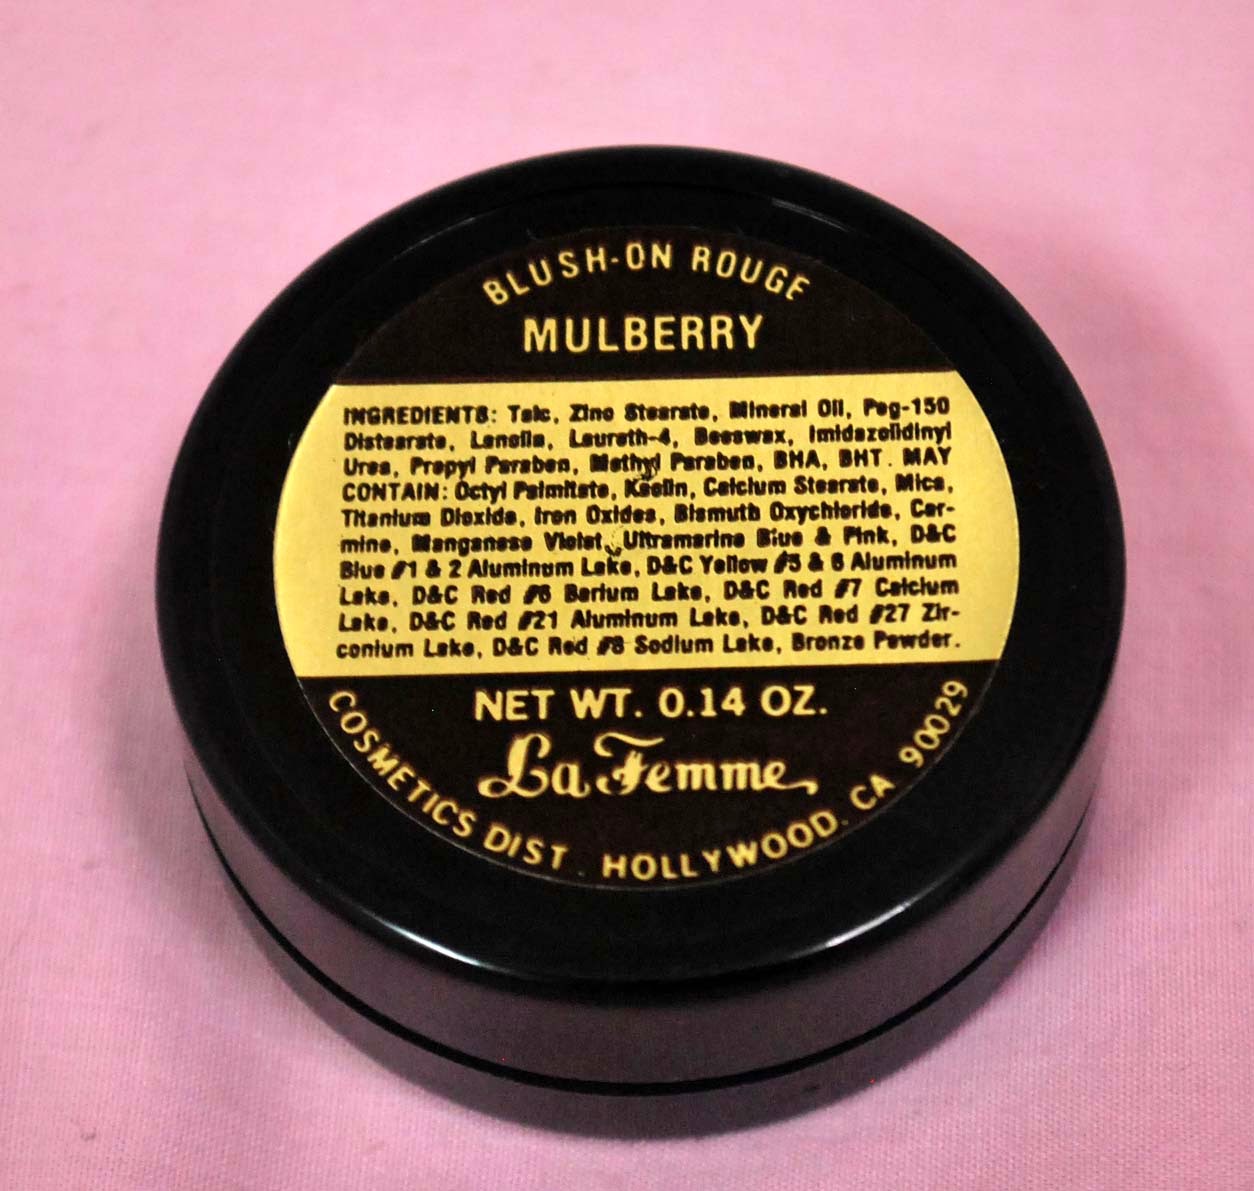 BLUSH-ON ROUGE
MULBERRY
INGREDIENTS: Talc, Zinc Stearate, Mineral Oil, Peg-150
Distearate, Lanolin, Laureth-4, Beeswax, Imidazolidinyl
Urea, Propyl Paraben, Methyl Paraben, BHA, BHT. MAY
CONTAIN: Octyl Palmitate, Kaolin, Calcium Stearate, Mica,
Titanium Dioxide, Iron Oxides, Bismuth Oxychloride, Car-
mine, Manganese Violet, Ultramarine Blue & Pink, D&C
Blue #1 & 2 Aluminum Lake, D&C Yellow #5 & 6 Aluminum
Lake, D&C Red #6 Barium Lake, D&C Red #7 Calcium
Lake, D&C Red #21 Aluminum Lake, D&C Red #27 Zir-
conium Lake, D&C Red #8 Sodium Lake, Bronze Powder.
NET WT. 0.14 OZ.
La Femme
COSMETICS DIST. HOLLYWOOD. CA 90029